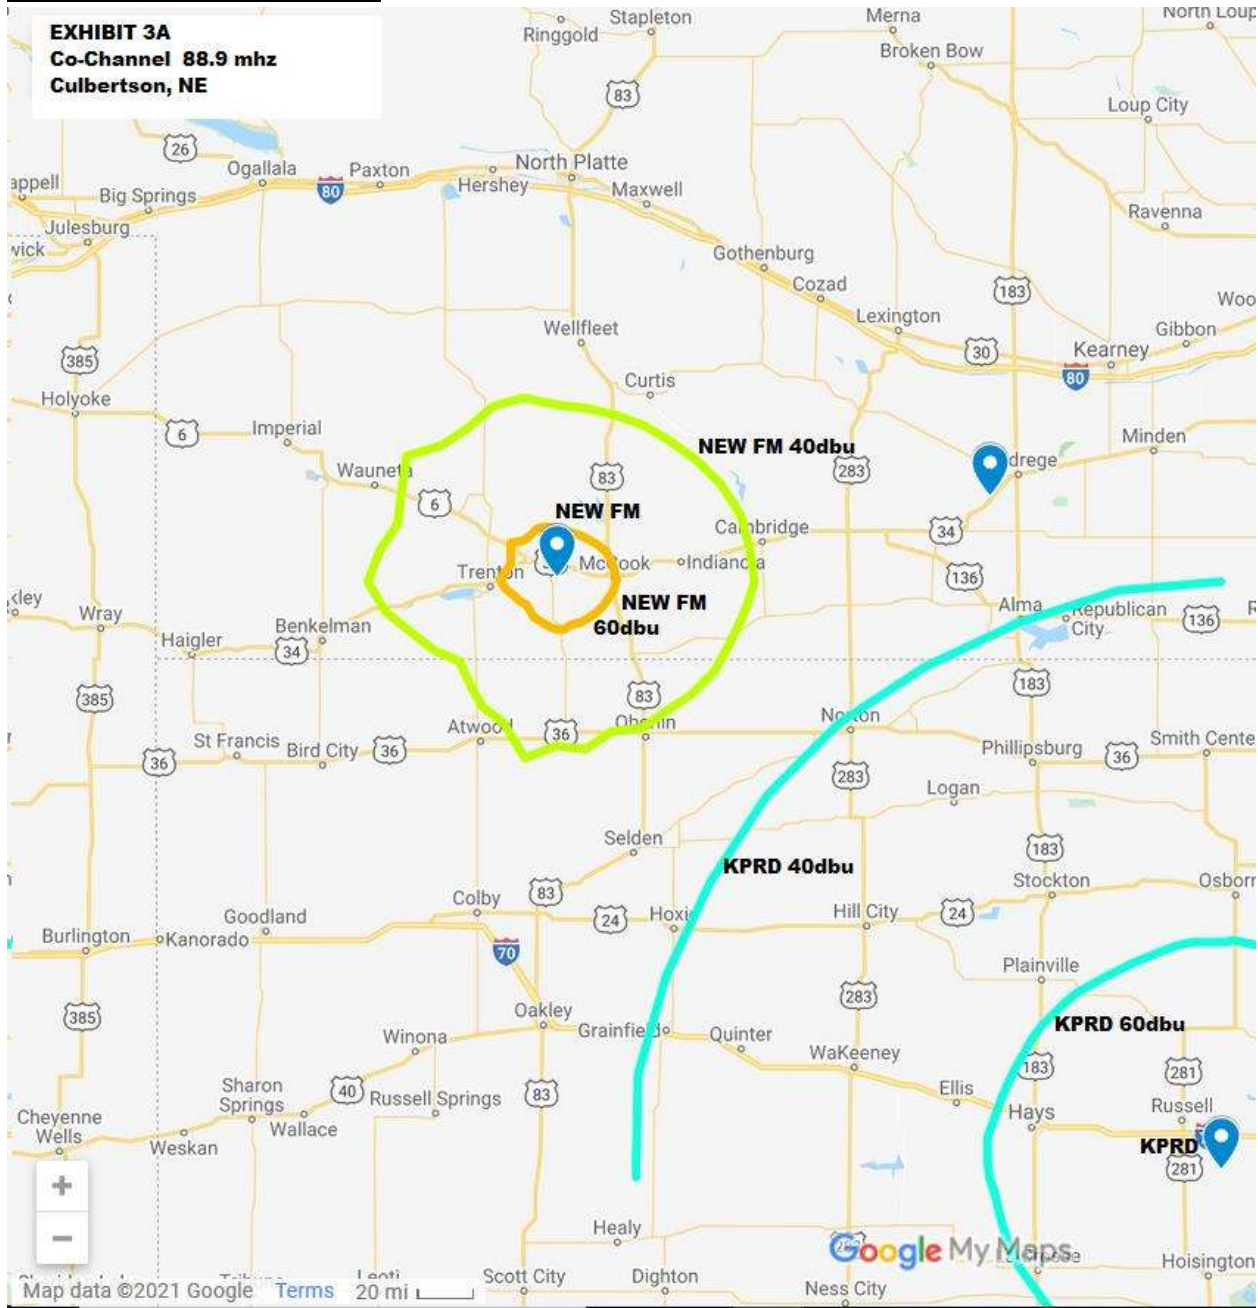 EXHIBIT 3A
Co-Channel 88.9 mhz
Culbertson, NE
Stapleton
Ringgold
Merna
North Loup
Broken Bow
83
Loup City
26
Ogallala
Paxton
North Platte
80
Hershey
Maxwell
Big Springs
Julesburg
Ravenna
Gothenburg
Cozad
183
Lexington
Wellfleet
Gibbon
30
Kearney
80
385
Curtis
Holyoke
Imperial
6
NEW FM 40dbu
Minden
Wauneta
83
283
6
NEW FM
Cambridge
34
McCook
Indianola
Trenton
136
NEW FM
60dbu
Wray
Alma
Republican
City
136
Haigler
Benkelman
34
385
83
183
Atwood
36
Oberlin
Norton
St Francis
Bird City
36
36
Phillipsburg
36
Smith Cente
283
Logan
Selden
183
KPRD 40dbu
Stockton
Osborn
Colby
83
24
Hoxie
Hill City
24
Goodland
Burlington
Kanorado
70
Plainville
283
385
Oakley
Grainfield
Quinter
KPRD 60dbu
Winona
WaKeeney
183
281
Sharon
Springs
40
Russell Springs
83
Ellis
Hays
Russell
Cheyenne
Wells
Wallace
Weskan
KPRD
281
+
−
Healy
Google My Maps
Hoisington
Map data ©2021 Google
Terms
20 mi
Scott City
Dighton
Ness City